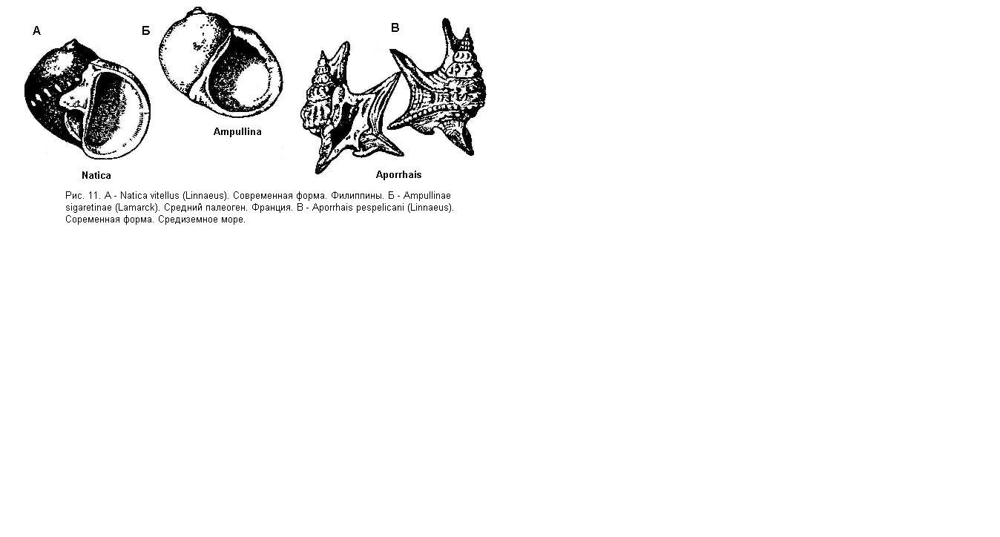 А
Б
В
Ampullina
Natica
Aporrhais
Рис. 11. А - Natica vitellus (Linnaeus). Современная форма. Филиппины. Б - Ampullinae
sigaretinae (Lamarck). Средний палеоген. Франция. В - Aporrhais pespelicani (Linnaeus).
Соременная форма. Средиземное море.